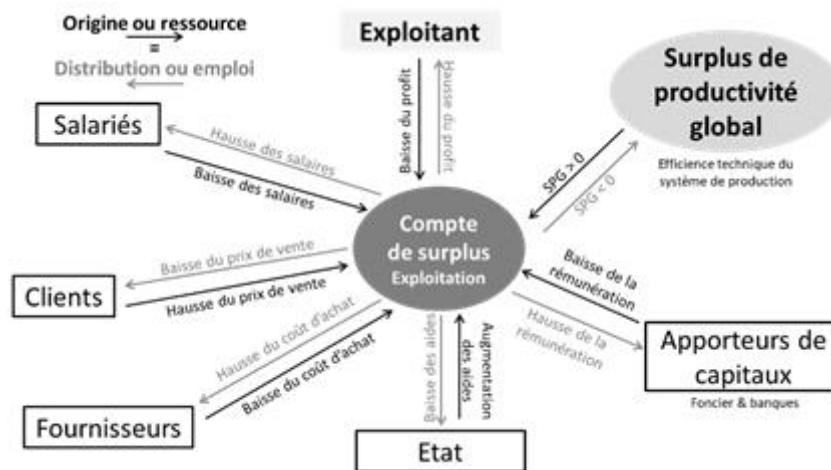 Origine ou ressource
=
Distribution ou emploi
Exploitant
Surplus de
productivité
global
Efficience technique du
système de production
Salariés
Hausse des salaires
Baisse des salaires
Baisse du profit
Hausse du profit
SPG > 0
SPG < 0
Compte
de surplus
Exploitation
Clients
Baisse du prix de vente
Hausse du prix de vente
Baisse de la
rémunération
Hausse de la
rémunération
Apporteurs de
capitaux
Foncier & banques
Fournisseurs
Hausse du coût d'achat
Baisse du coût d'achat
Baisse des aides
Augmentation
des aides
Etat